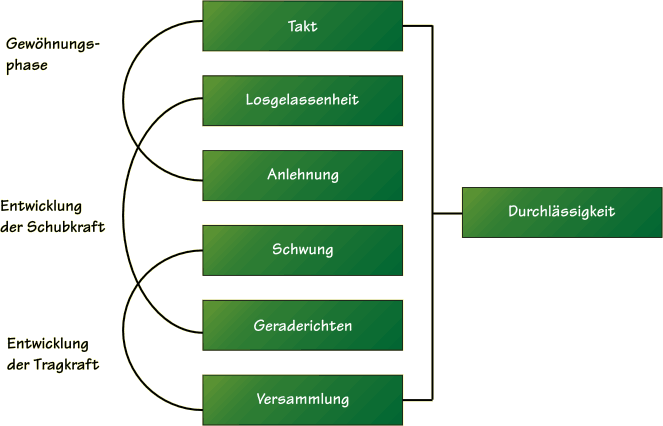 Takt
Gewöhnungs-
phase
Losgelassenheit
Anlehnung
Entwicklung
der Schubkraft
Durchlässigkeit
Schwung
Geraderichten
Entwicklung
der Tragkraft
Versammlung